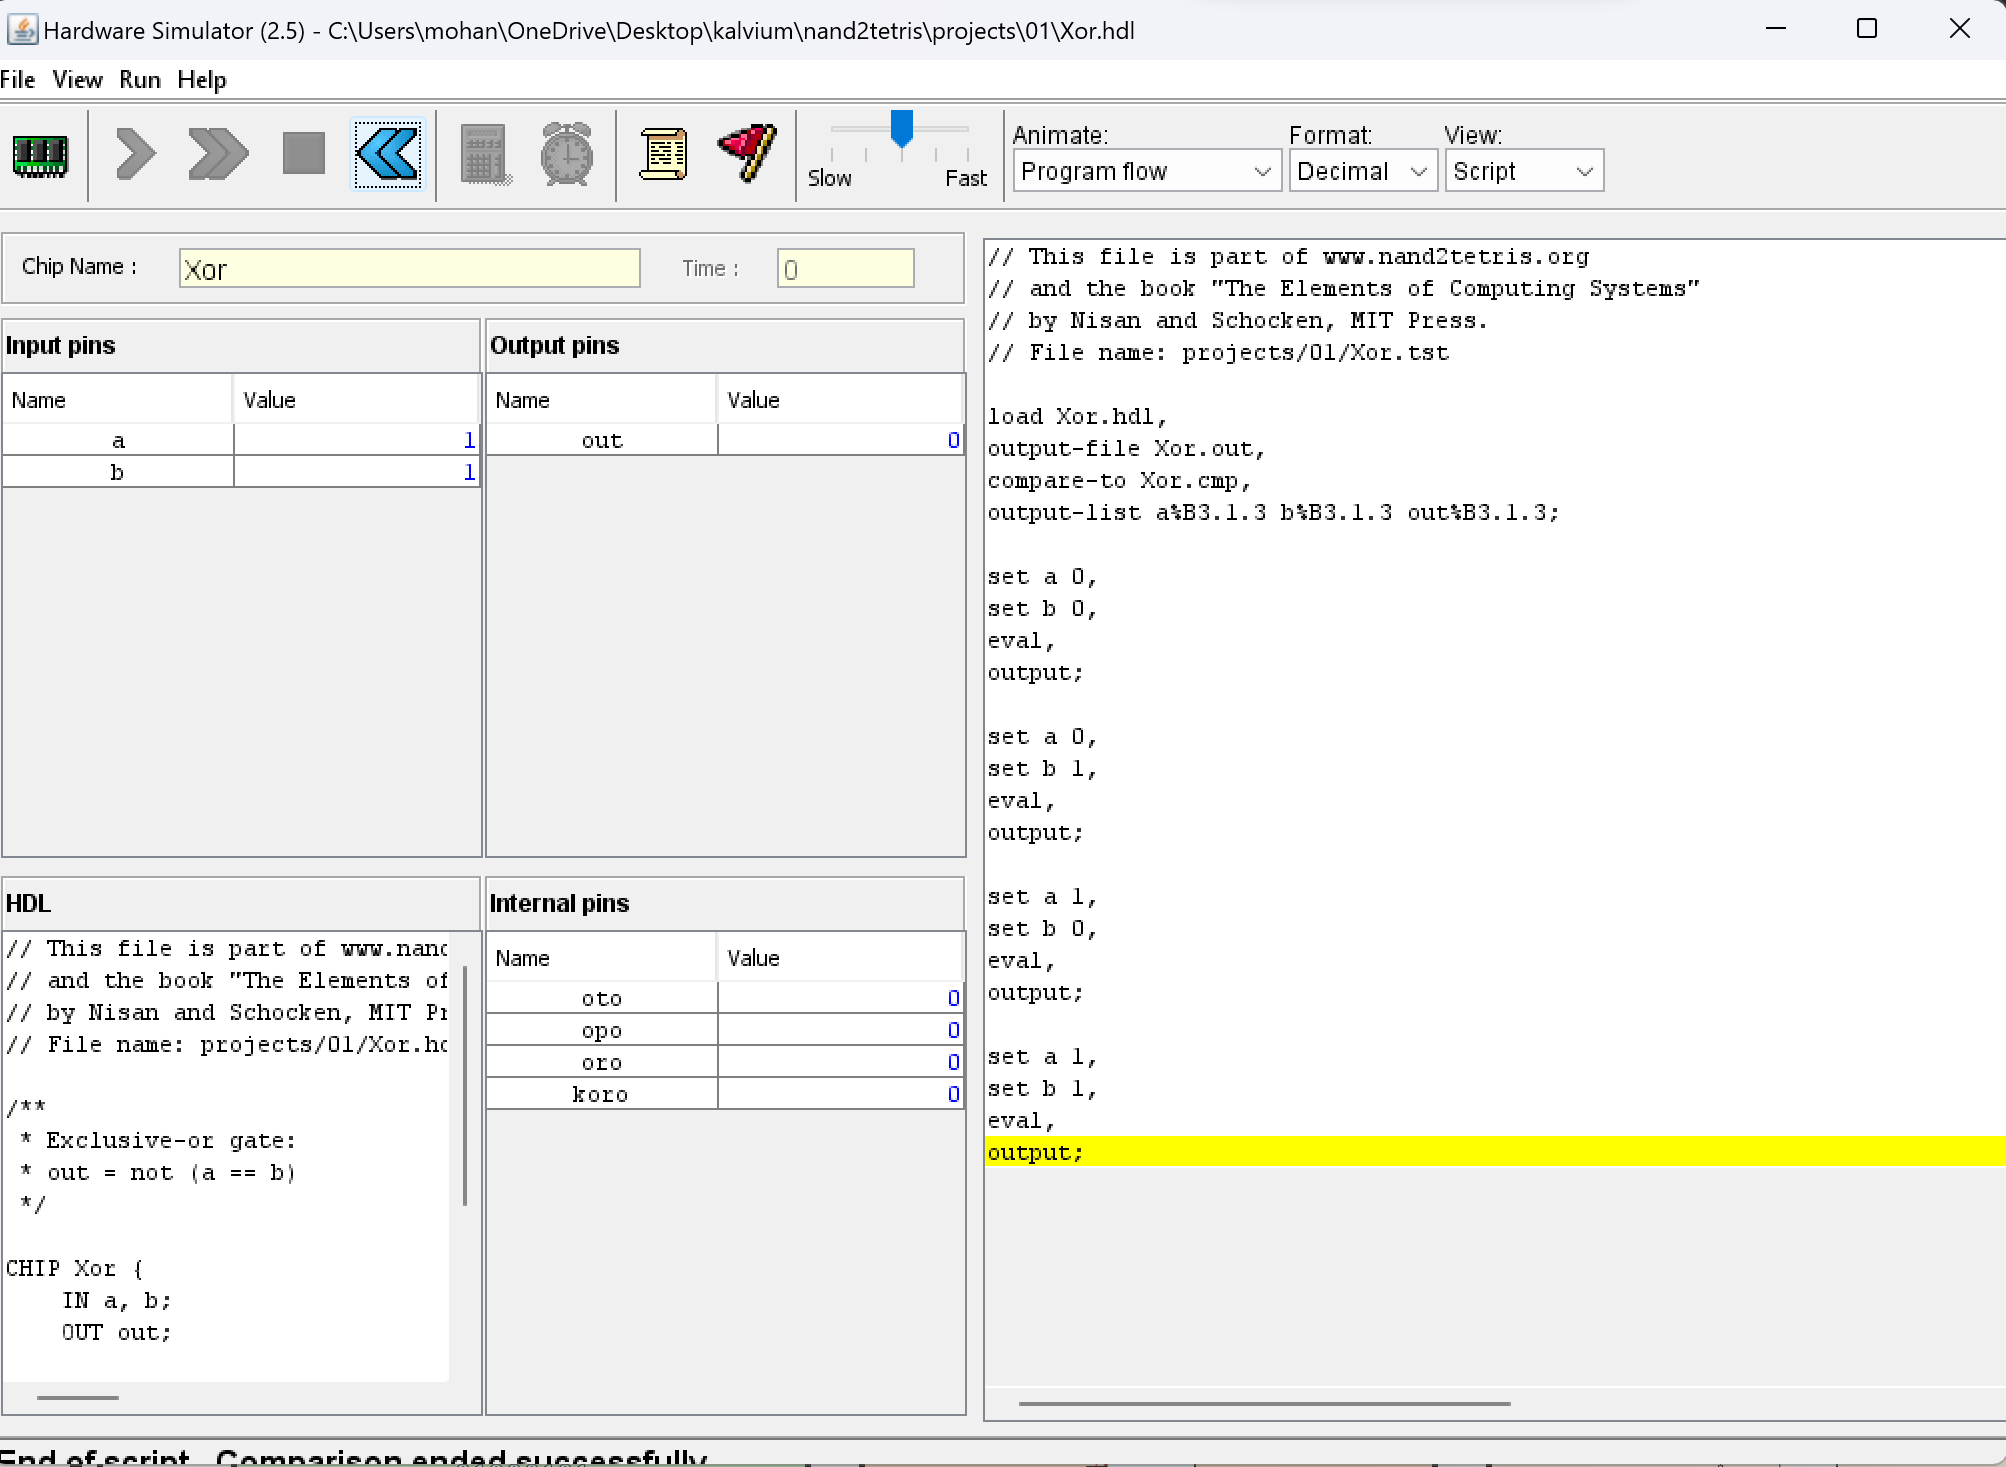 Hardware Simulator (2.5) - C:\Users\mohan\OneDrive\Desktop\kalvium\nand2tetris\projects\01\Xor.hdl
File View Run Help
Slow Fast
Animate: Format: View:
Program flow Decimal Script
Chip Name : Xor Time : 0
Input pins
Name Value
a 1
b 1
Output pins
Name Value
out 0
HDL
// This file is part of www.nand
// and the book "The Elements of
// by Nisan and Schocken, MIT Pr
// File name: projects/01/Xor.hd
/**
* Exclusive-or gate:
* out = not (a == b)
*/
CHIP Xor {
IN a, b;
OUT out;
Internal pins
Name Value
oto 0
opo 0
oro 0
koro 0
// This file is part of www.nand2tetris.org
// and the book "The Elements of Computing Systems"
// by Nisan and Schocken, MIT Press.
// File name: projects/01/Xor.tst
load Xor.hdl,
output-file Xor.out,
compare-to Xor.cmp,
output-list a%B3.1.3 b%B3.1.3 out%B3.1.3;
set a 0,
set b 0,
eval,
output;
set a 0,
set b 1,
eval,
output;
set a 1,
set b 0,
eval,
output;
set a 1,
set b 1,
eval,
output;
End of script - Comparison ended successfully